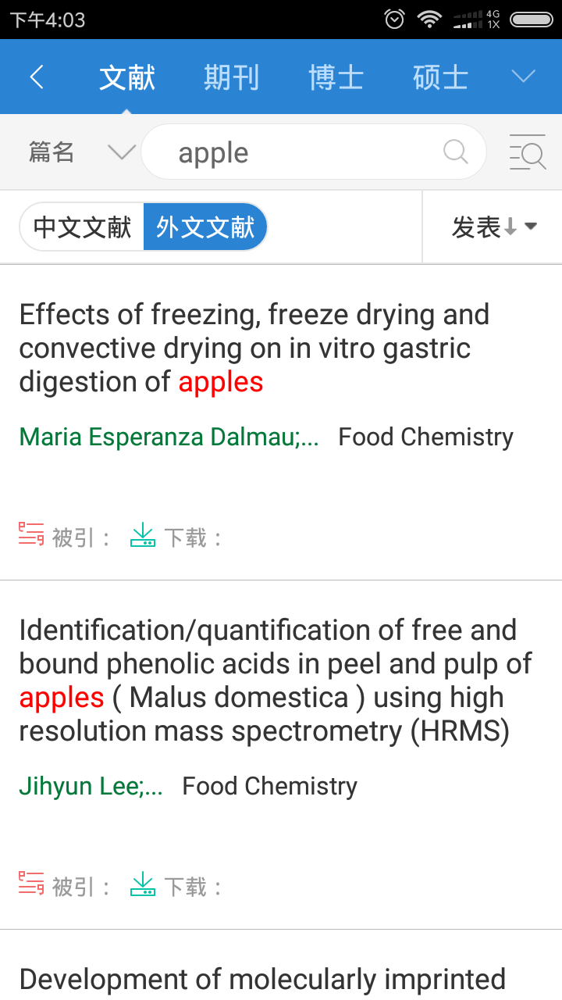 下午4:03
4G
1X
文献 期刊 博士 硕士
篇名 apple
中文文献 外文文献 发表
Effects of freezing, freeze drying and
convective drying on in vitro gastric
digestion of apples
Maria Esperanza Dalmau;... Food Chemistry
被引： 下载：
Identification/quantification of free and
bound phenolic acids in peel and pulp of
apples ( Malus domestica ) using high
resolution mass spectrometry (HRMS)
Jihyun Lee;... Food Chemistry
被引： 下载：
Development of molecularly imprinted